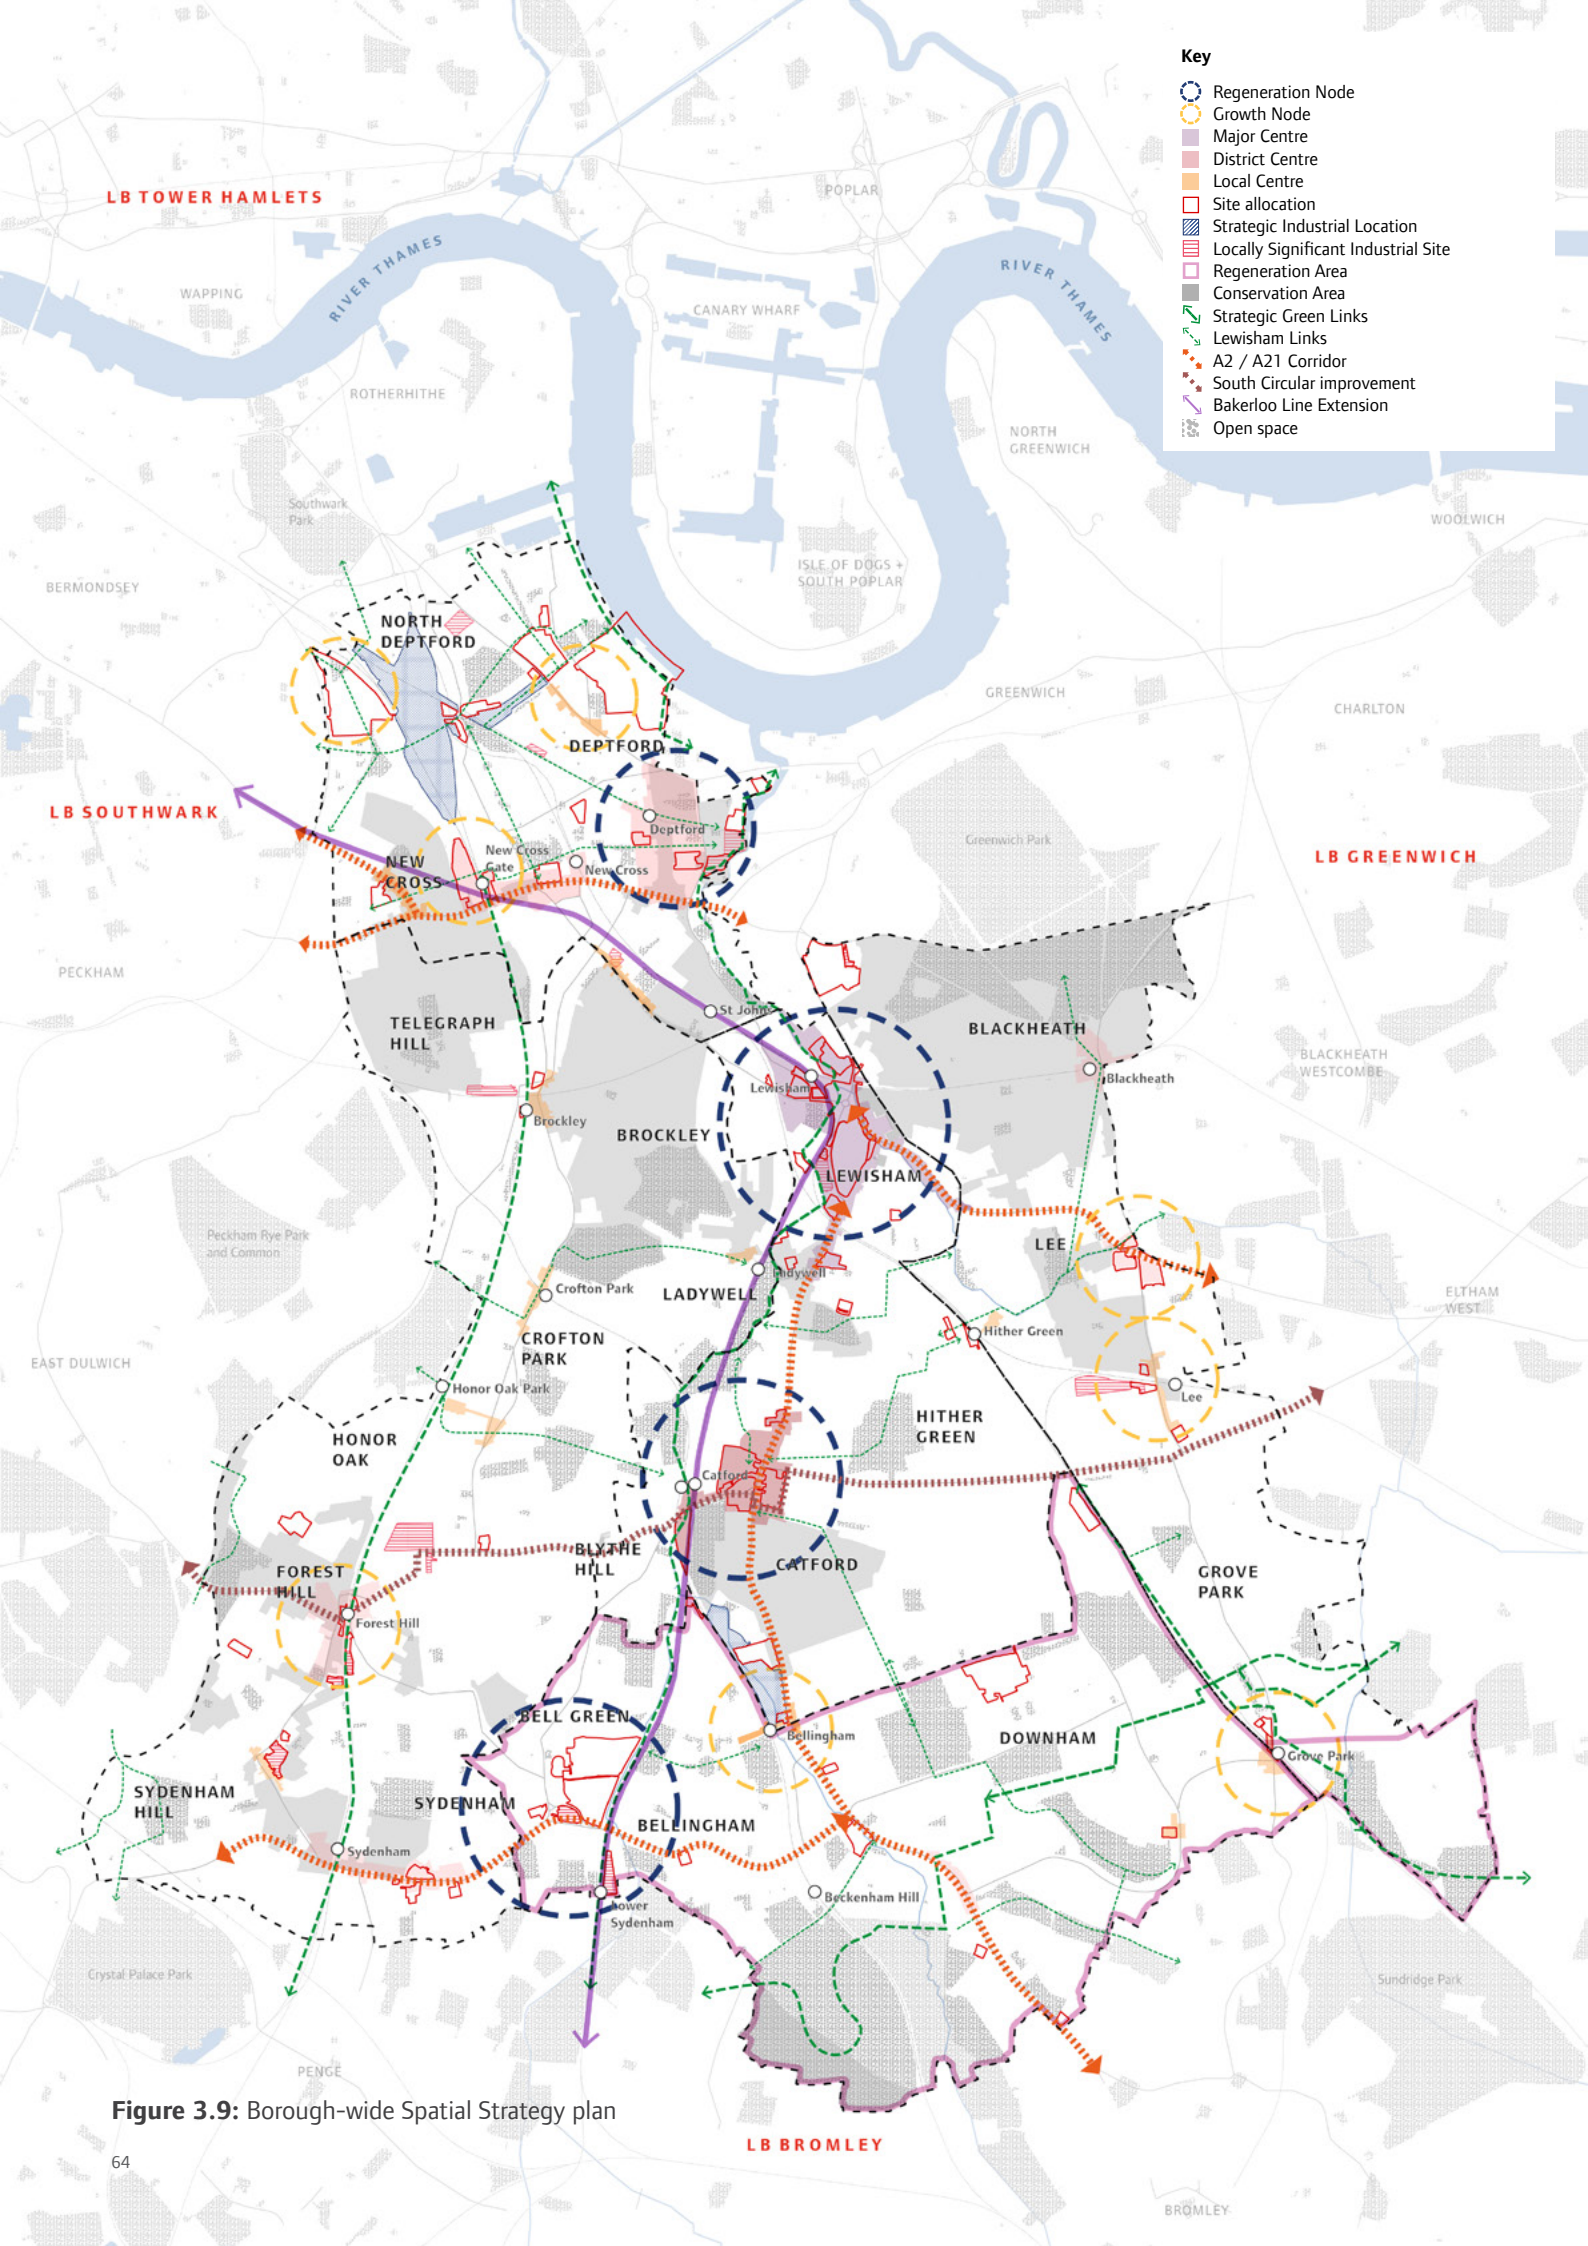 Key
Regeneration Node
Growth Node
Major Centre
District Centre
Local Centre
Site allocation
Strategic Industrial Location
Locally Significant Industrial Site
Regeneration Area
Conservation Area
Strategic Green Links
Lewisham Links
A2 / A21 Corridor
South Circular improvement
Bakerloo Line Extension
Open space
LB TOWER HAMLETS
POPLAR
RIVER THAMES
RIVER THAMES
WAPPING
CANARY WHARF
ROTHERHITHE
NORTH
GREENWICH
Southwark
Park
WOOLWICH
ISLE OF DOGS +
SOUTH POPLAR
BERMONDSEY
NORTH
DEPTFORD
GREENWICH
CHARLTON
DEPTFORD
LB SOUTHWARK
Deptford
Greenwich Park
LB GREENWICH
NEW
CROSS
New Cross
Gate
New Cross
PECKHAM
St Johns
TELEGRAPH
HILL
BLACKHEATH
BLACKHEATH
WESTCOMBE
Blackheath
Lewisham
Brockley
BROCKLEY
LEWISHAM
Peckham Rye Park
and Common
LEE
Ladywell
Crofton Park
LADYWELL
ELTHAM
WEST
Hither Green
CROFTON
PARK
EAST DULWICH
Honor Oak Park
Lee
HITHER
GREEN
HONOR
OAK
Catford
BLYTHE
HILL
CATFORD
FOREST
HILL
GROVE
PARK
Forest Hill
BELL GREEN
Bellingham
DOWNHAM
Grove Park
SYDENHAM
HILL
SYDENHAM
BELLINGHAM
Sydenham
Beckenham Hill
Lower
Sydenham
Crystal Palace Park
Sundridge Park
PENGE
Figure 3.9: Borough-wide Spatial Strategy plan
LB BROMLEY
64
BROMLEY